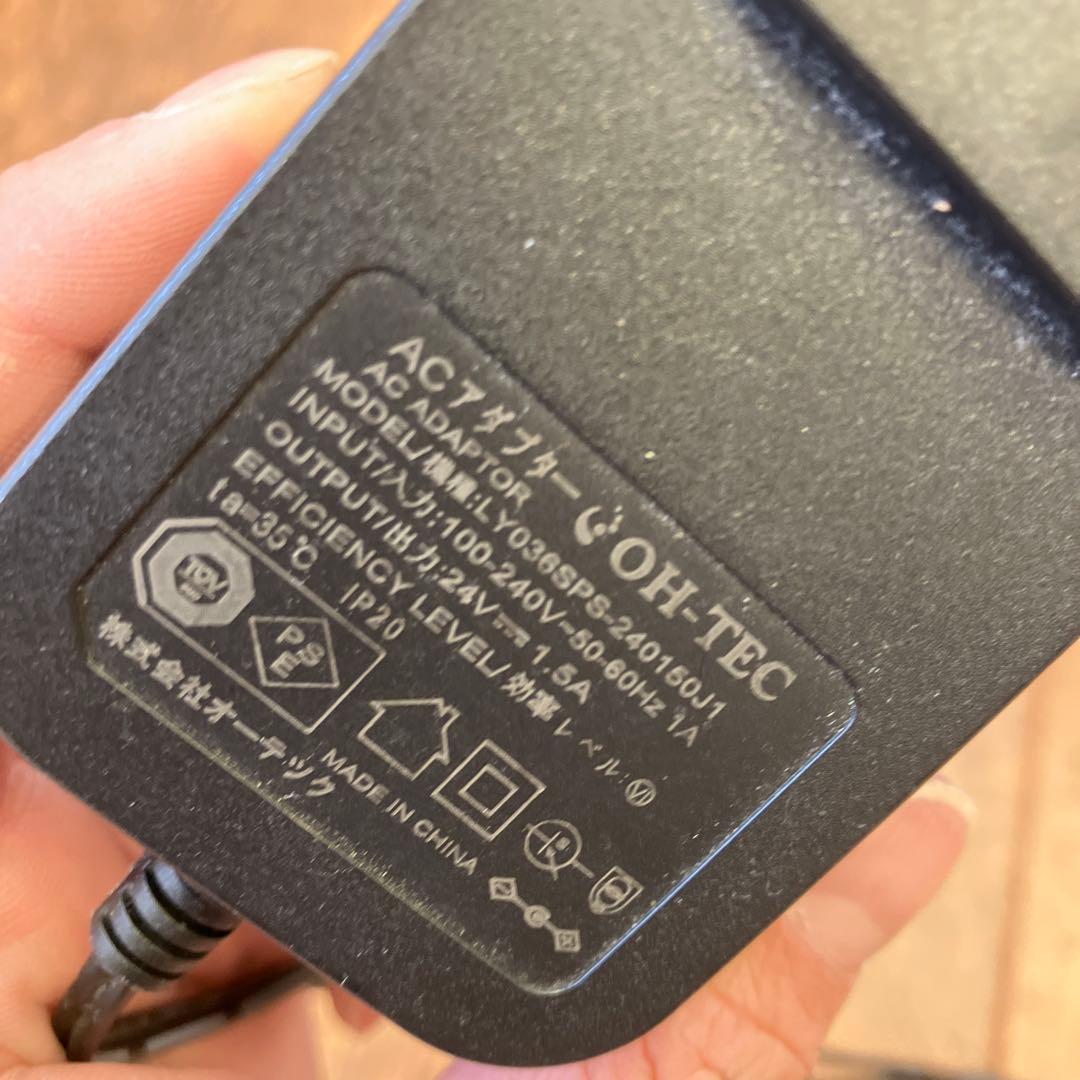 ACアダプター OH-TEC
AC ADAPTOR
MODEL/機種:LY036SPS-240150J1
INPUT/入力:100-240V~50-60Hz 1A
OUTPUT/出力:24V⎓1.5A
EFFICIENCY LEVEL/効率レベル:Ⓥ︎I
ta=35℃ IP20
TÜV
PS
E
株式会社オーテック
MADE IN CHINA